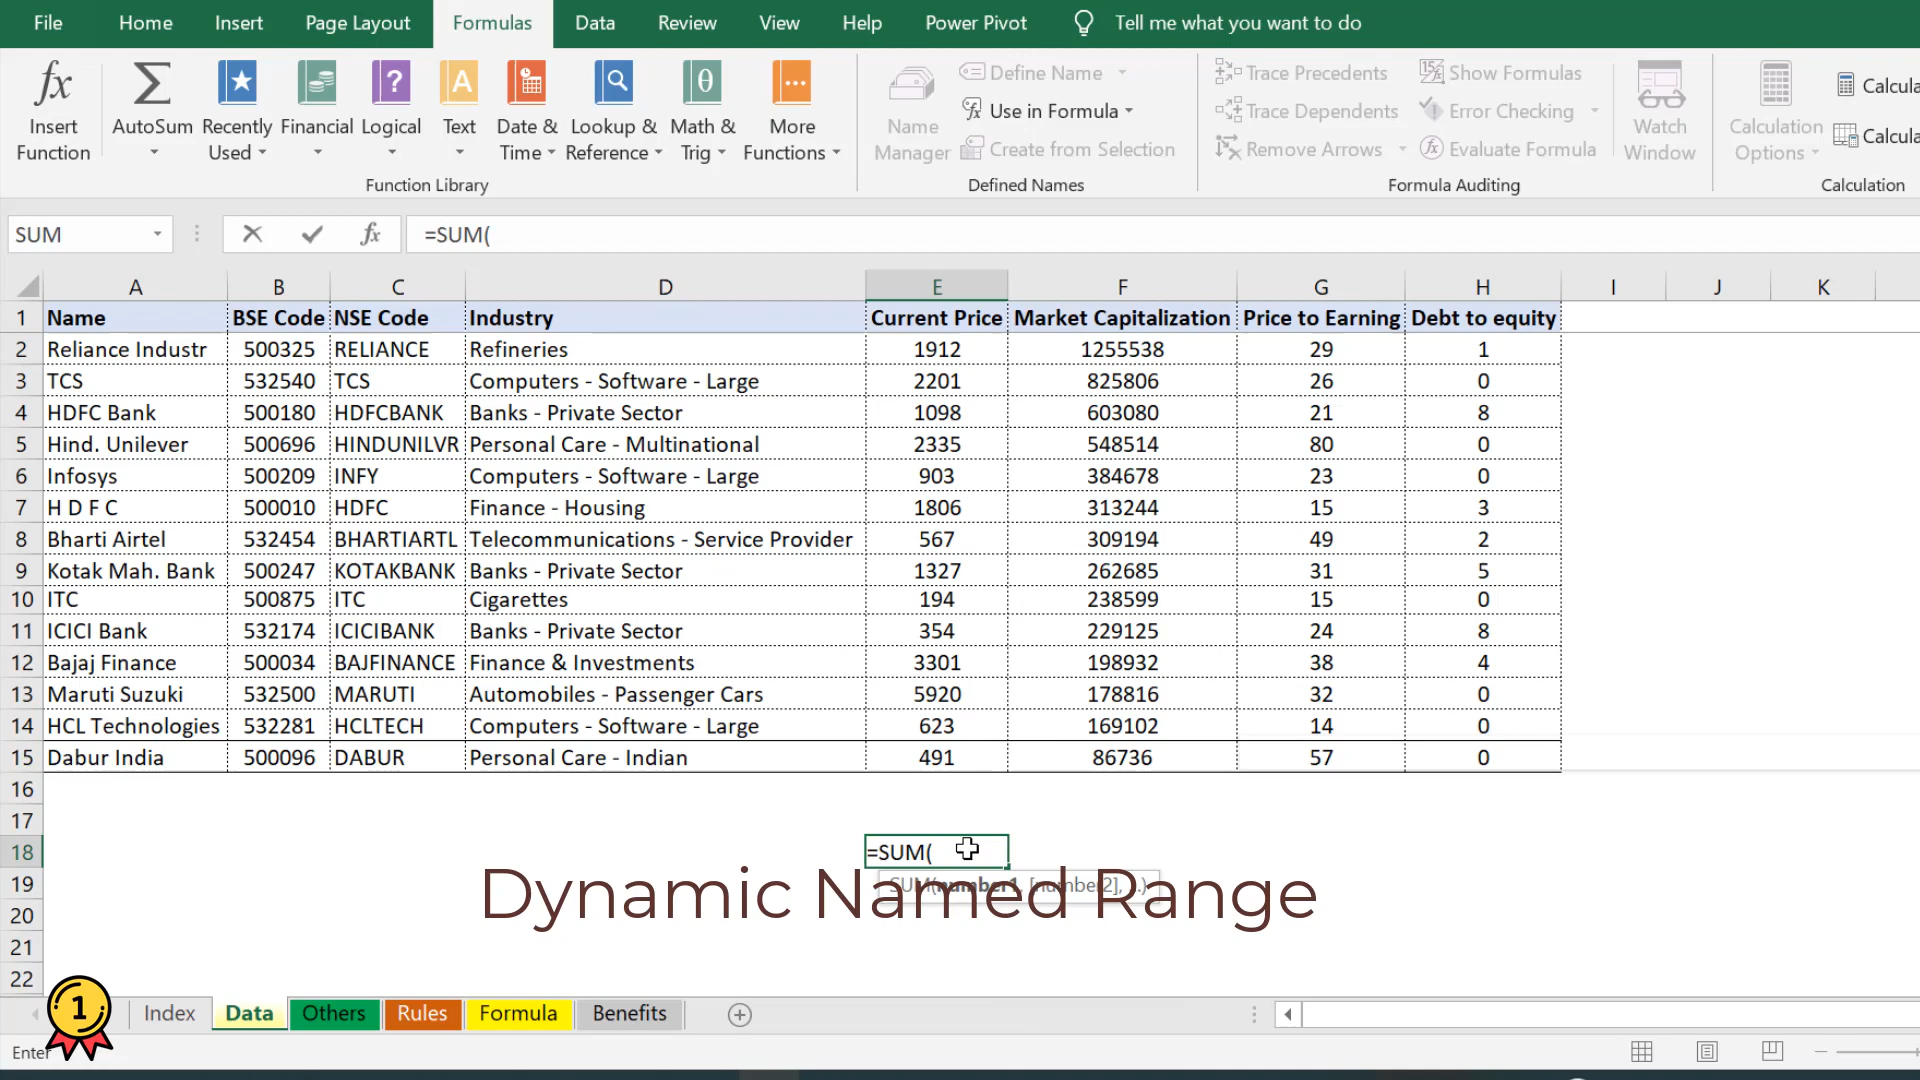 File Home Insert Page Layout Formulas Data Review View Help Power Pivot Tell me what you want to do
fx Insert Function
AutoSum
Recently Used
Financial
Logical
Text
Date & Time
Lookup & Reference
Math & Trig
More Functions
Function Library
Name Manager
Define Name
Use in Formula
Create from Selection
Defined Names
Trace Precedents
Trace Dependents
Remove Arrows
Show Formulas
Error Checking
Evaluate Formula
Formula Auditing
Watch Window
Calculation Options
Calcula
Calcula
Calculation
SUM fx =SUM(
A B C D E F G H I J K
1 Name BSE Code NSE Code Industry Current Price Market Capitalization Price to Earning Debt to equity
2 Reliance Industr 500325 RELIANCE Refineries 1912 1255538 29 1
3 TCS 532540 TCS Computers - Software - Large 2201 825806 26 0
4 HDFC Bank 500180 HDFCBANK Banks - Private Sector 1098 603080 21 8
5 Hind. Unilever 500696 HINDUNILVR Personal Care - Multinational 2335 548514 80 0
6 Infosys 500209 INFY Computers - Software - Large 903 384678 23 0
7 H D F C 500010 HDFC Finance - Housing 1806 313244 15 3
8 Bharti Airtel 532454 BHARTIARTL Telecommunications - Service Provider 567 309194 49 2
9 Kotak Mah. Bank 500247 KOTAKBANK Banks - Private Sector 1327 262685 31 5
10 ITC 500875 ITC Cigarettes 194 238599 15 0
11 ICICI Bank 532174 ICICIBANK Banks - Private Sector 354 229125 24 8
12 Bajaj Finance 500034 BAJFINANCE Finance & Investments 3301 198932 38 4
13 Maruti Suzuki 532500 MARUTI Automobiles - Passenger Cars 5920 178816 32 0
14 HCL Technologies 532281 HCLTECH Computers - Software - Large 623 169102 14 0
15 Dabur India 500096 DABUR Personal Care - Indian 491 86736 57 0
16
17
18 =SUM(
19 SUM(number1, [number2], ...)
Dynamic Named Range
20
21
22
1
Index Data Others Rules Formula Benefits
Enter